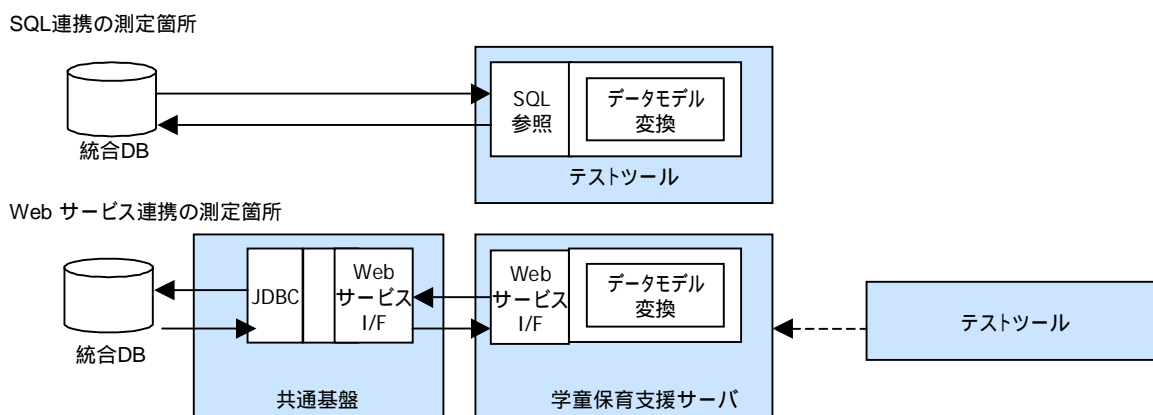 SQL連携の測定箇所
統合DB
SQL
参照
データモデル
変換
テストツール
Web サービス連携の測定箇所
統合DB
JDBC
Web
サービス
I/F
共通基盤
Web
サービス
I/F
データモデル
変換
学童保育支援サーバ
テストツール